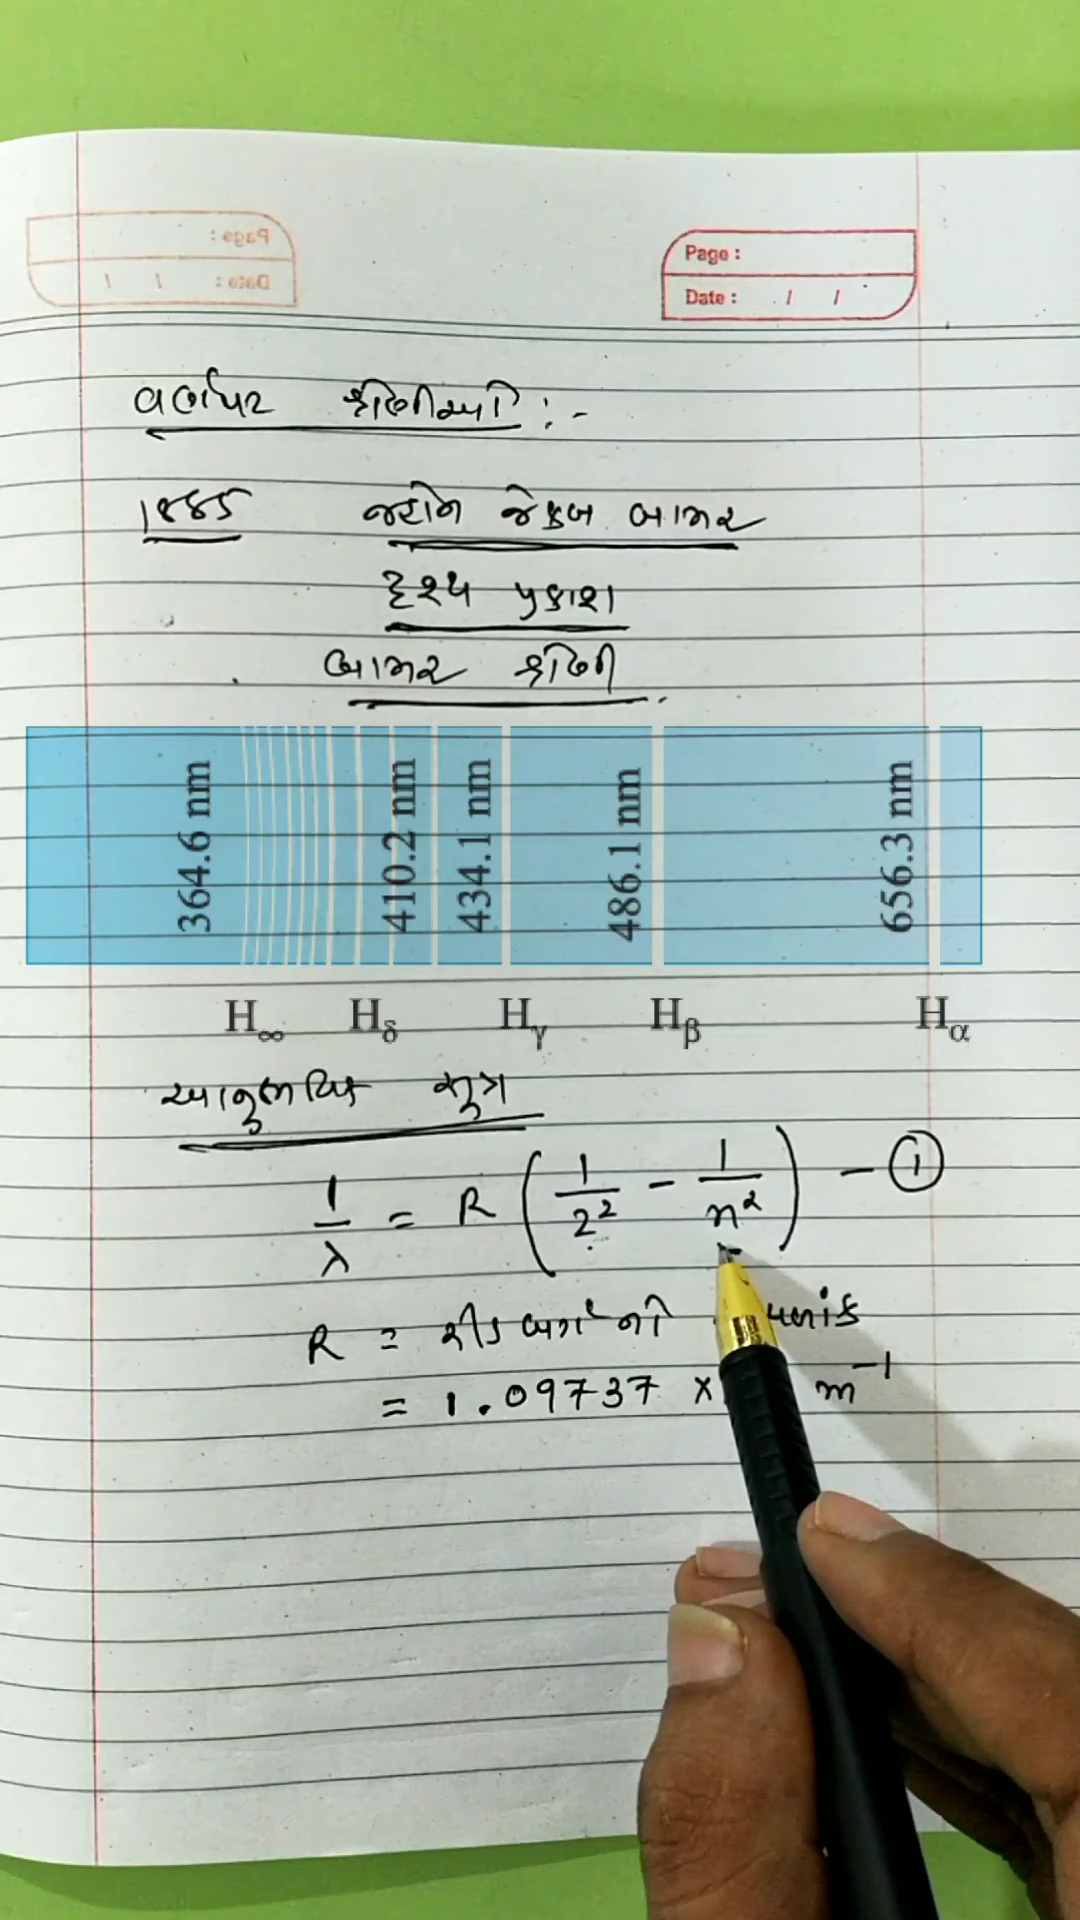 Page :
Date : / /
Page :
Date : / /
વર્ણપટ શ્રેણીઓ :-
1885 જહોન જેકબ બામર
દૃશ્ય પ્રકાશ
બામર શ્રેણી
364.6 nm 410.2 nm 434.1 nm 486.1 nm 656.3 nm
H∞ Hδ Hγ Hβ Hα
આનુભવિક સૂત્ર
1/λ = R (1/2² - 1/n²) - ①
R = રીડબર્ગનો
= 1.09737 × m⁻¹